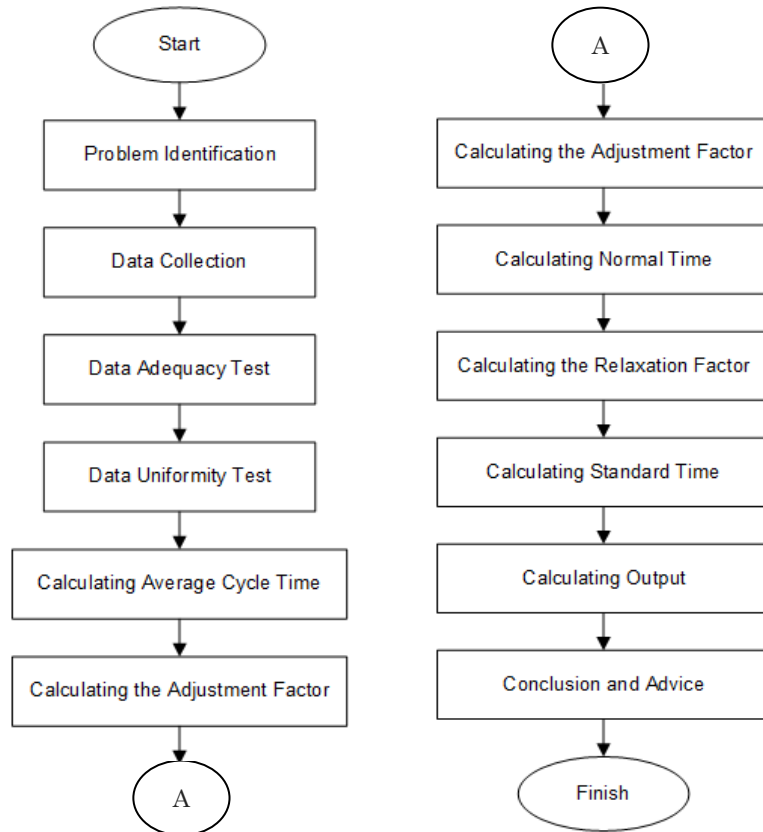 Start
Problem Identification
Data Collection
Data Adequacy Test
Data Uniformity Test
Calculating Average Cycle Time
Calculating the Adjustment Factor
A
A
Calculating the Adjustment Factor
Calculating Normal Time
Calculating the Relaxation Factor
Calculating Standard Time
Calculating Output
Conclusion and Advice
Finish